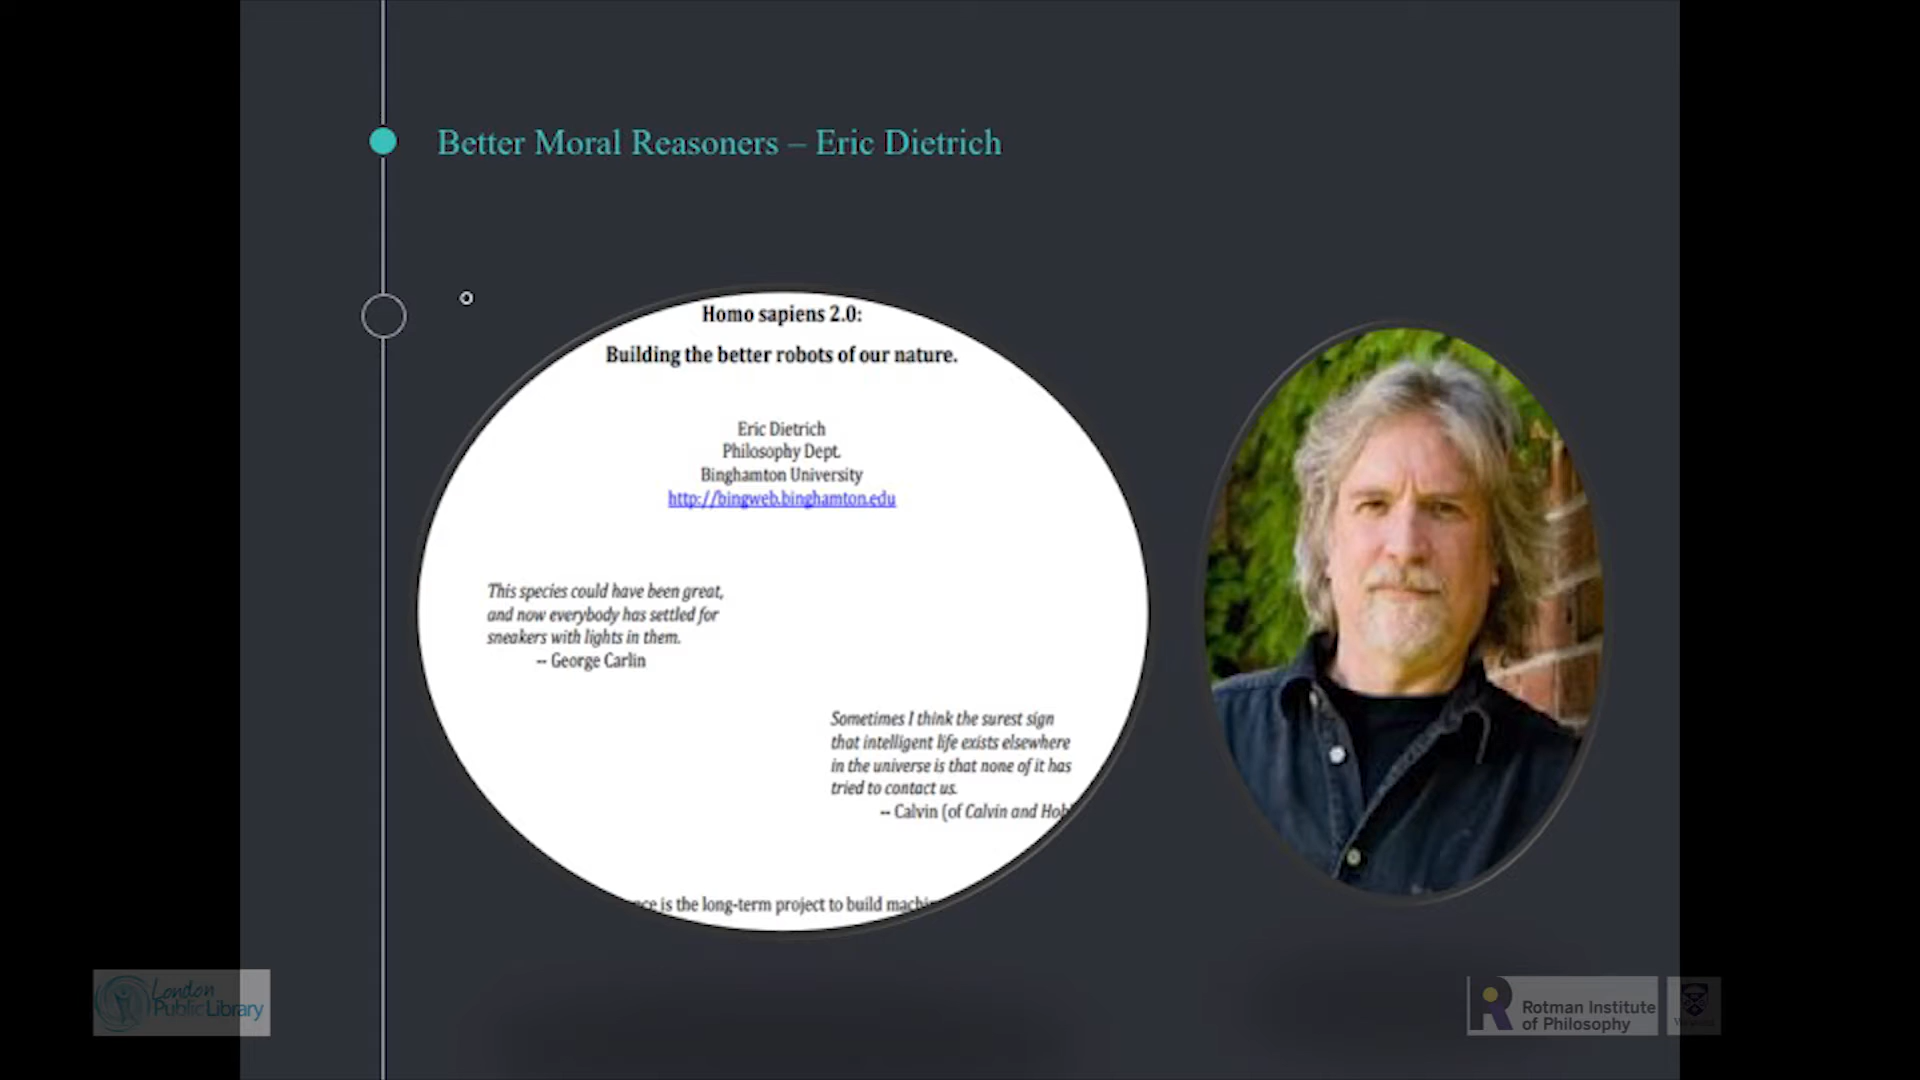 Better Moral Reasoners – Eric Dietrich
Homo sapiens 2.0:
Building the better robots of our nature.
Eric Dietrich
Philosophy Dept.
Binghamton University
http://bingweb.binghamton.edu
This species could have been great,
and now everybody has settled for
sneakers with lights in them.
-- George Carlin
Sometimes I think the surest sign
that intelligent life exists elsewhere
in the universe is that none of it has
tried to contact us.
-- Calvin (of Calvin and Hob
is the long-term project to build
London
Public Library
Rotman Institute
of Philosophy